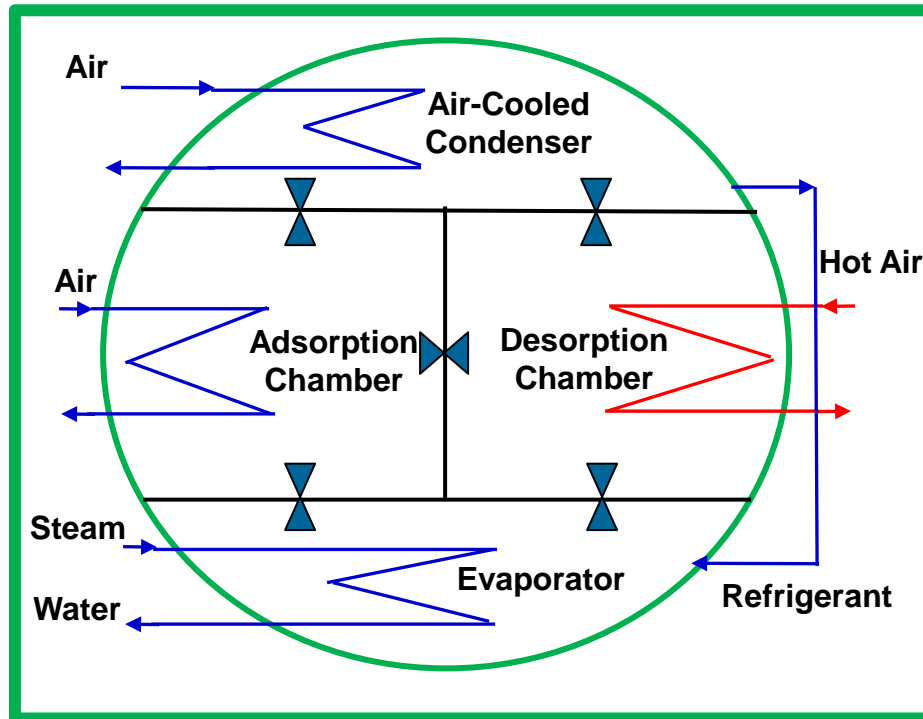 Air
Air-Cooled
Condenser
Air
Hot Air
Adsorption
Chamber
Desorption
Chamber
Steam
Evaporator
Water
Refrigerant